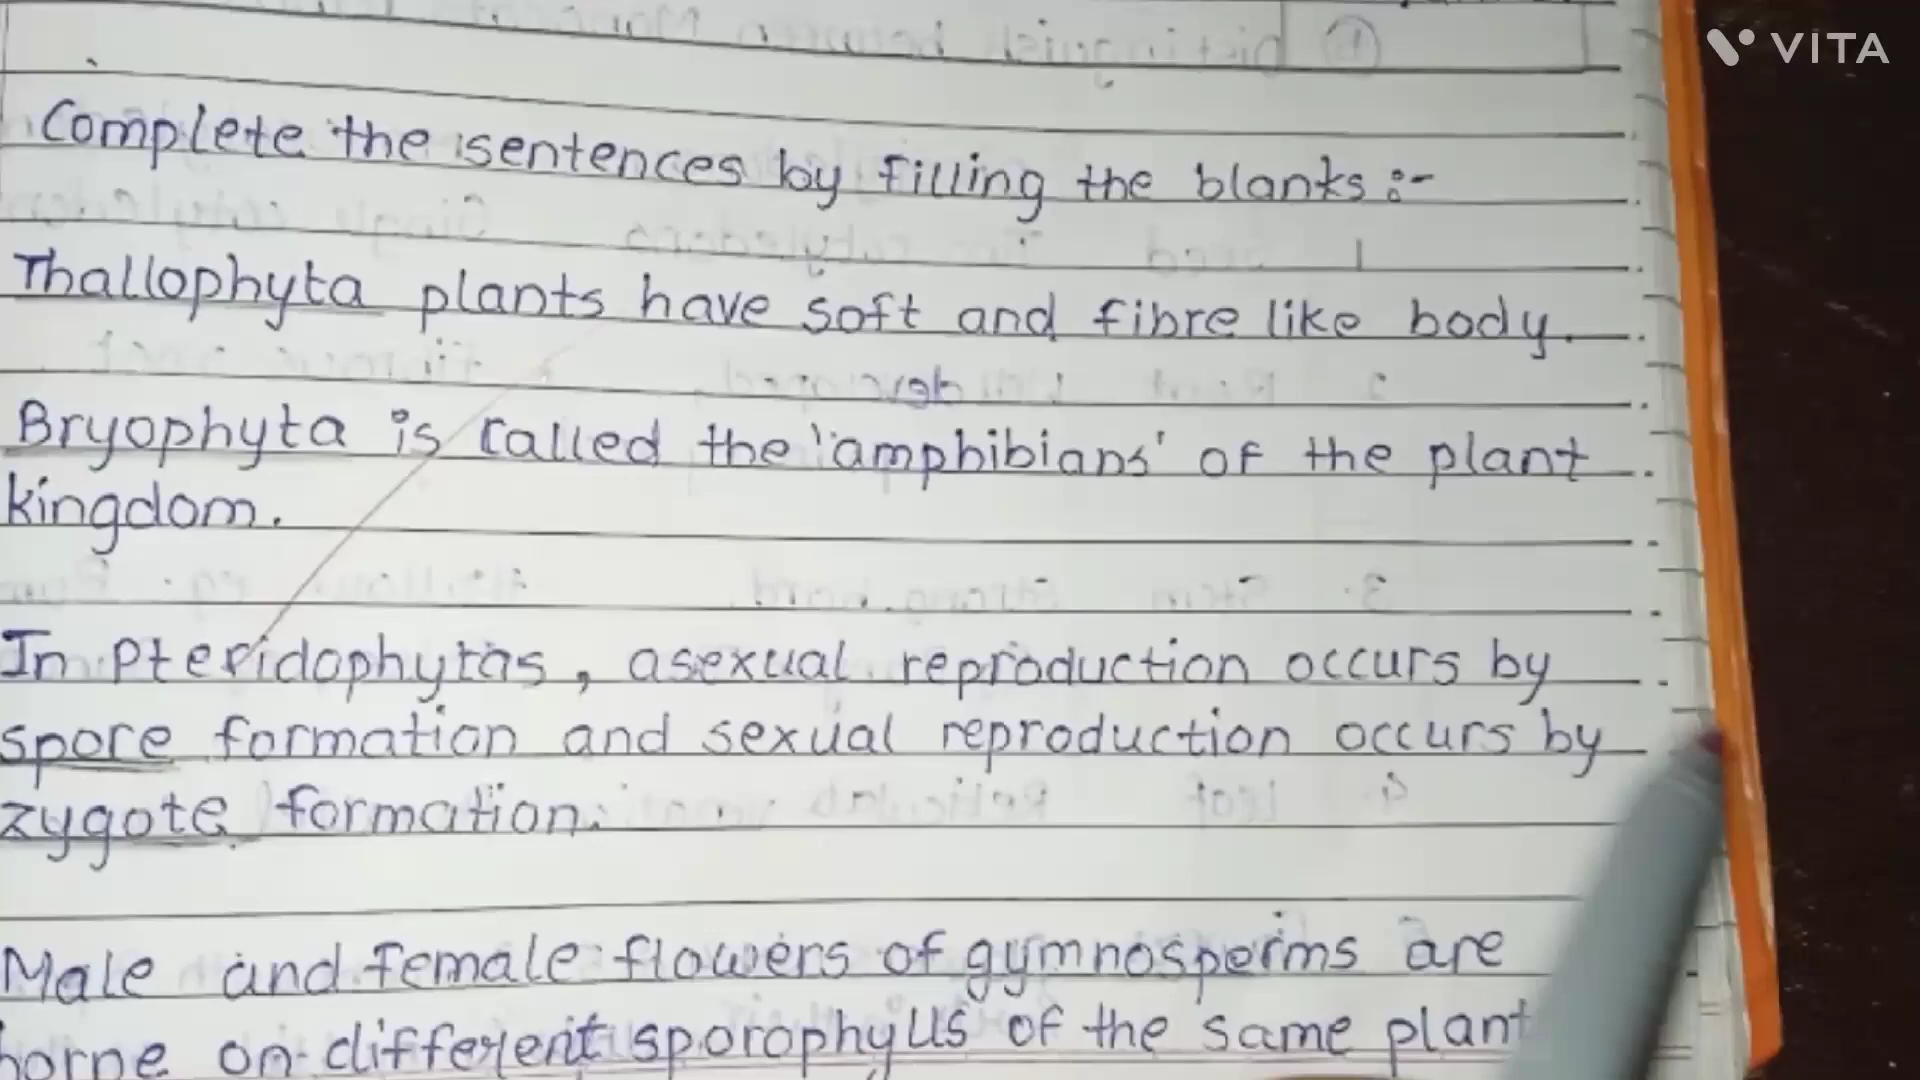 VITA
Complete the sentences by filling the blanks :-
Thallophyta plants have soft and fibre like body.
Bryophyta is called the 'amphibians' of the plant
kingdom.
In Pteridophytas, asexual reproduction occurs by
spore formation and sexual reproduction occurs by
zygote formation.
Male and female flowers of gymnosperms are
borne on different sporophylls of the same plant